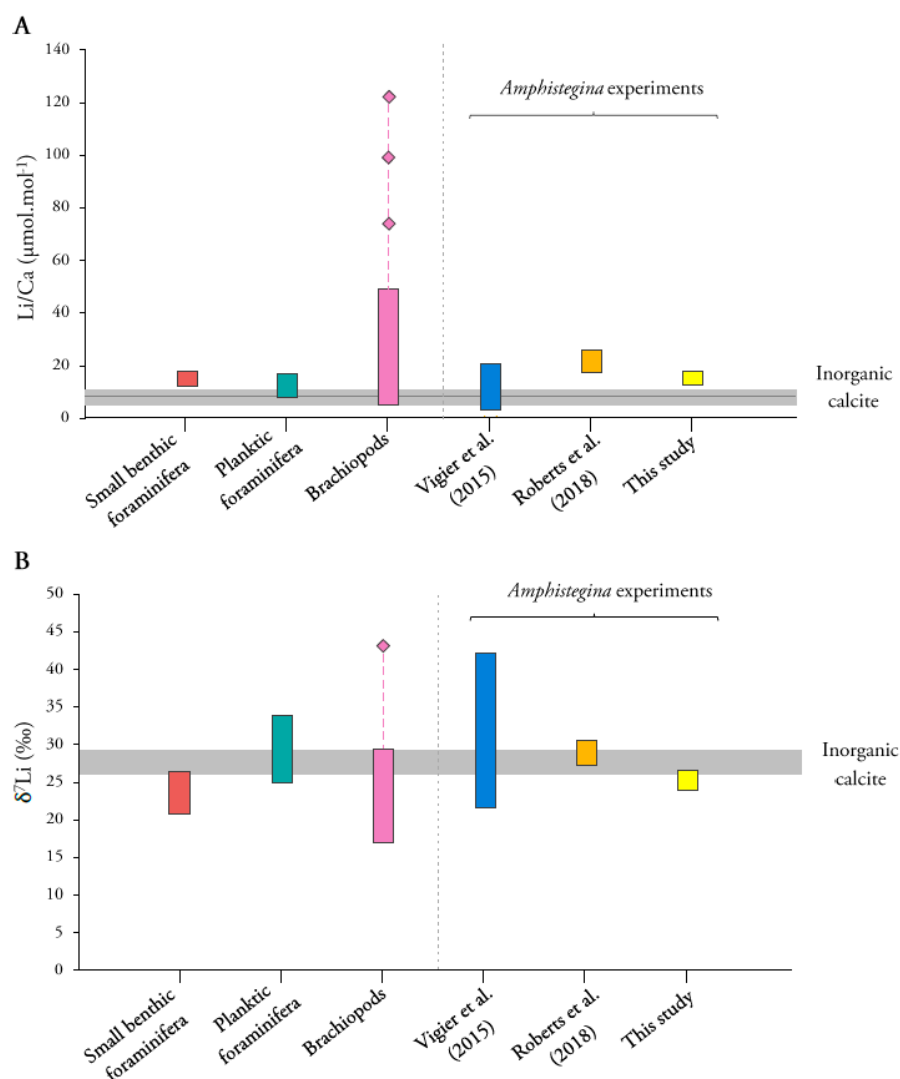 A
140
120
100
80
60
40
20
0
Li/Ca (µmol.mol⁻¹)
Amphistegina experiments
Inorganic
calcite
Small benthic
foraminifera
Planktic
foraminifera
Brachiopods
Vigier et al.
(2015)
Roberts et al.
(2018)
This study
B
50
45
40
35
30
25
20
15
10
5
0
δ⁷Li (‰)
Amphistegina experiments
Inorganic
calcite
Small benthic
foraminifera
Planktic
foraminifera
Brachiopods
Vigier et al.
(2015)
Roberts et al.
(2018)
This study